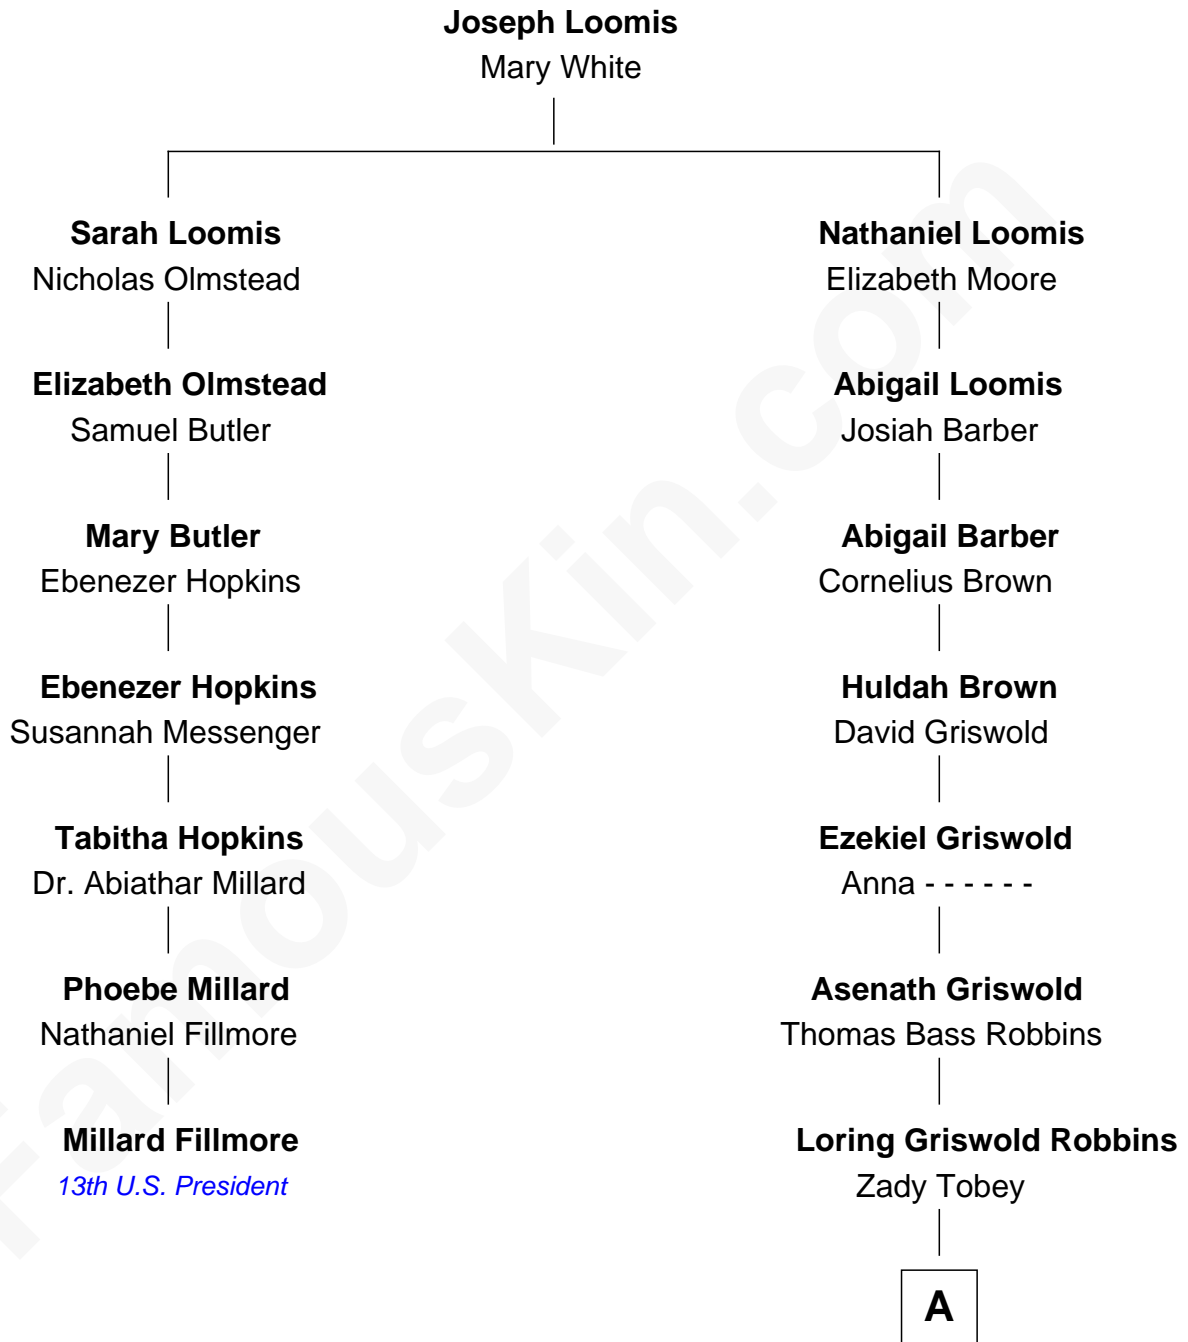 Joseph Loomis
Mary White
Sarah Loomis
Nicholas Olmstead
Elizabeth Olmstead
Samuel Butler
Mary Butler
Ebenezer Hopkins
Ebenezer Hopkins
Susannah Messenger
Tabitha Hopkins
Dr. Abiathar Millard
Phoebe Millard
Nathaniel Fillmore
Millard Fillmore
13th U.S. President
Nathaniel Loomis
Elizabeth Moore
Abigail Loomis
Josiah Barber
Abigail Barber
Cornelius Brown
Huldah Brown
David Griswold
Ezekiel Griswold
Anna - - - - - -
Asenath Griswold
Thomas Bass Robbins
Loring Griswold Robbins
Zady Tobey
A
FamousKin.com